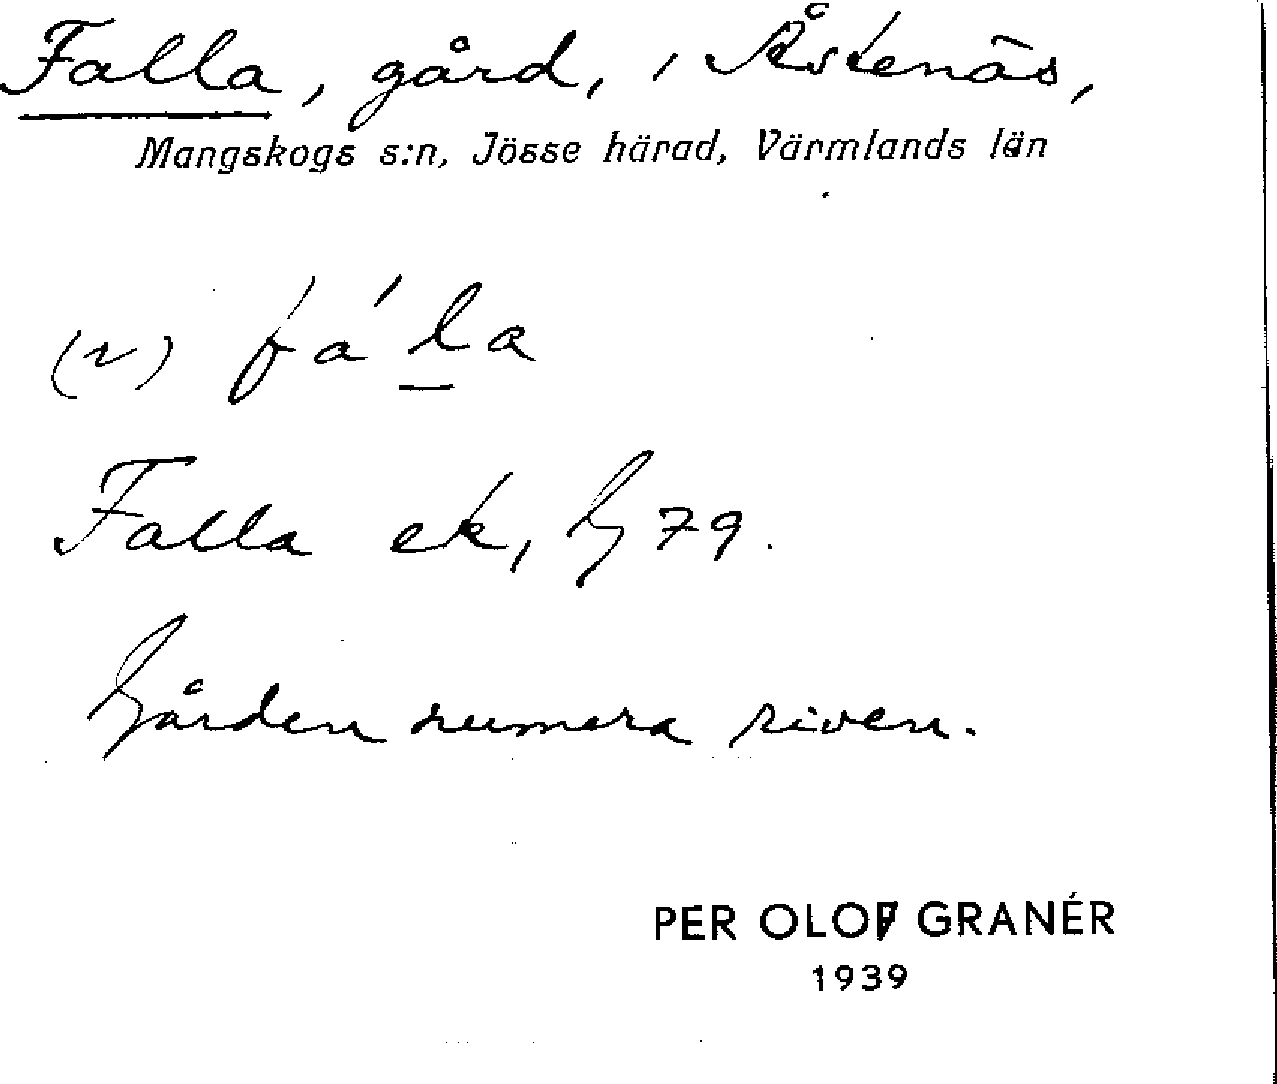 Falla, gård, i Åstenäs,
Mangskogs s:n, Jösse härad, Värmlands län
(2) fa´la
Falla ek, G 79.
Gården numera riven.
PER OLOF GRANÉR
1939